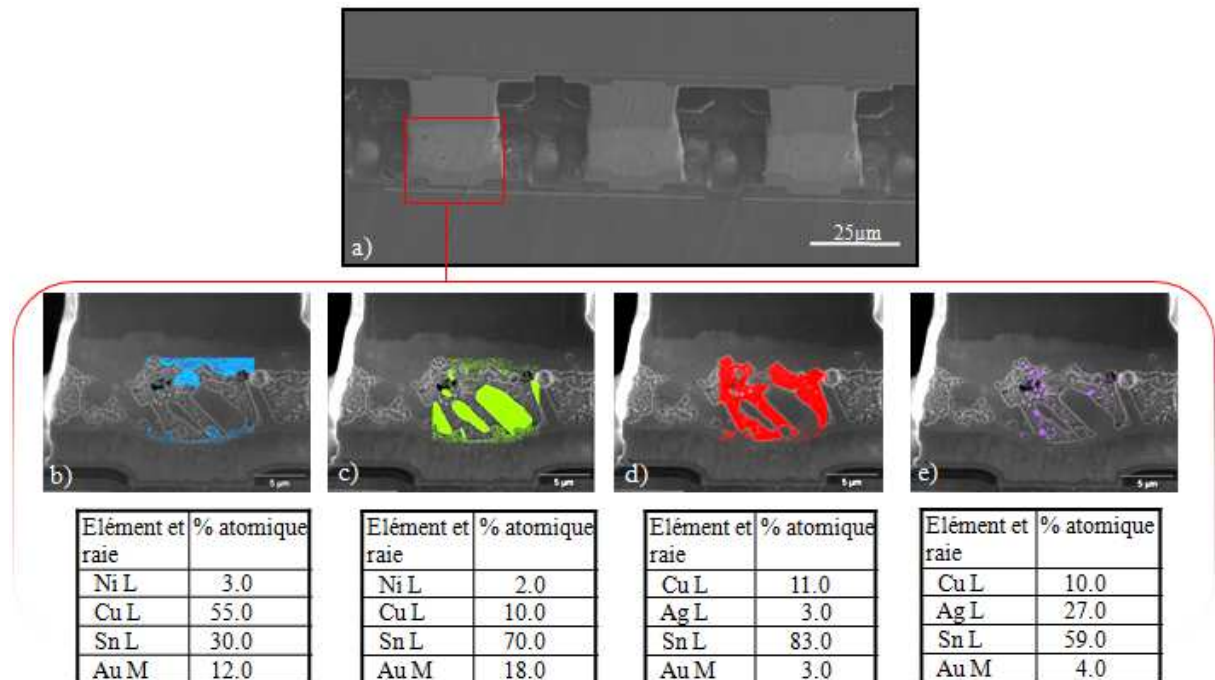 a)
25µm
b)
5 µm
c)
5 µm
d)
5 µm
e)
5 µm
Elément et raie % atomique
Ni L 3.0
Cu L 55.0
Sn L 30.0
Au M 12.0
Elément et raie % atomique
Ni L 2.0
Cu L 10.0
Sn L 70.0
Au M 18.0
Elément et raie % atomique
Cu L 11.0
Ag L 3.0
Sn L 83.0
Au M 3.0
Elément et raie % atomique
Cu L 10.0
Ag L 27.0
Sn L 59.0
Au M 4.0